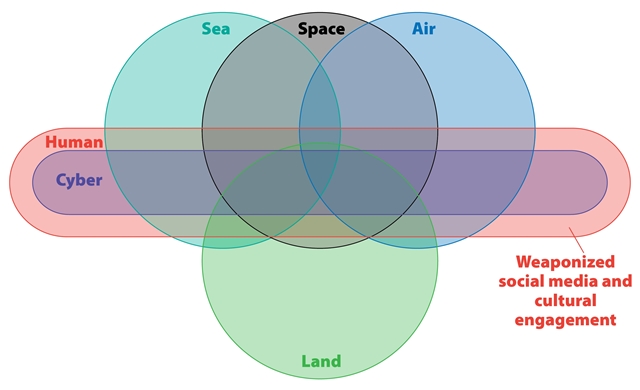 Sea
Space
Air
Human
Cyber
Weaponized
social media and
cultural
engagement
Land